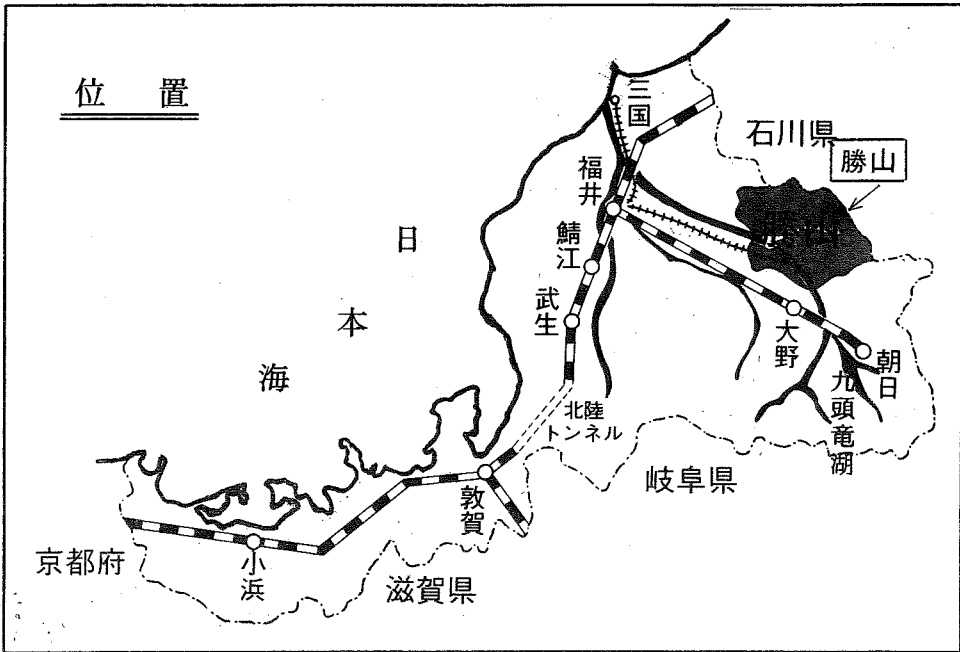 位置
三国
石川県
勝山
福井
勝山
日本海
鯖江
武生
大野
朝日
九頭竜湖
北陸
トンネル
岐阜県
敦賀
京都府
小浜
滋賀県